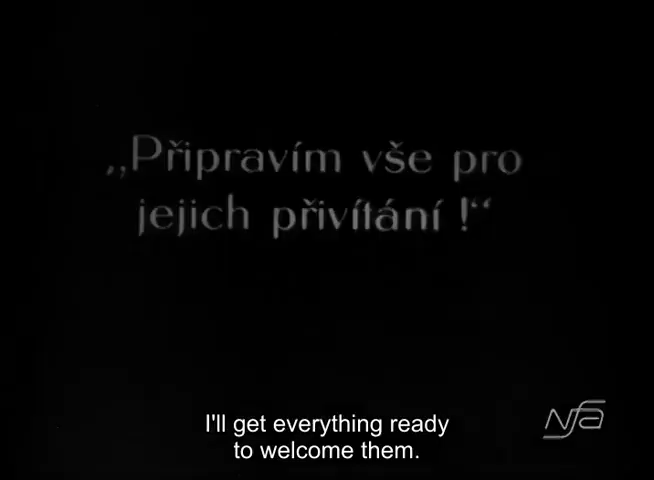 „Připravím vše pro
jejich přivítání!“
I'll get everything ready
to welcome them.
nfa